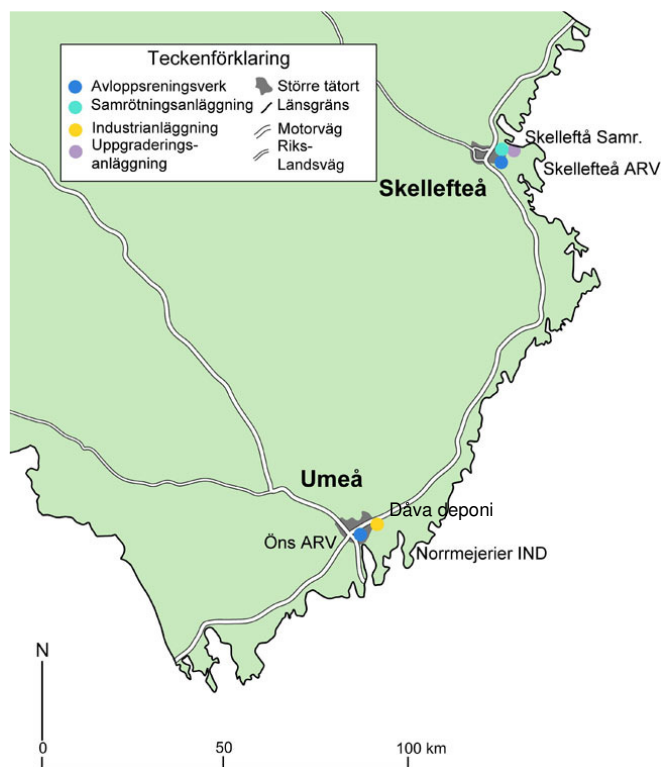 Teckenförklaring
Avloppsreningsverk
Samrötningsanläggning
Industrianläggning
Uppgraderings-
anläggning
Större tätort
Länsgräns
Motorväg
Riks-
Landsväg
Skellefteå
Skelleftå Samr.
Skellefteå ARV
Umeå
Dåva deponi
Öns ARV
Norrmejerier IND
N
0
50
100 km